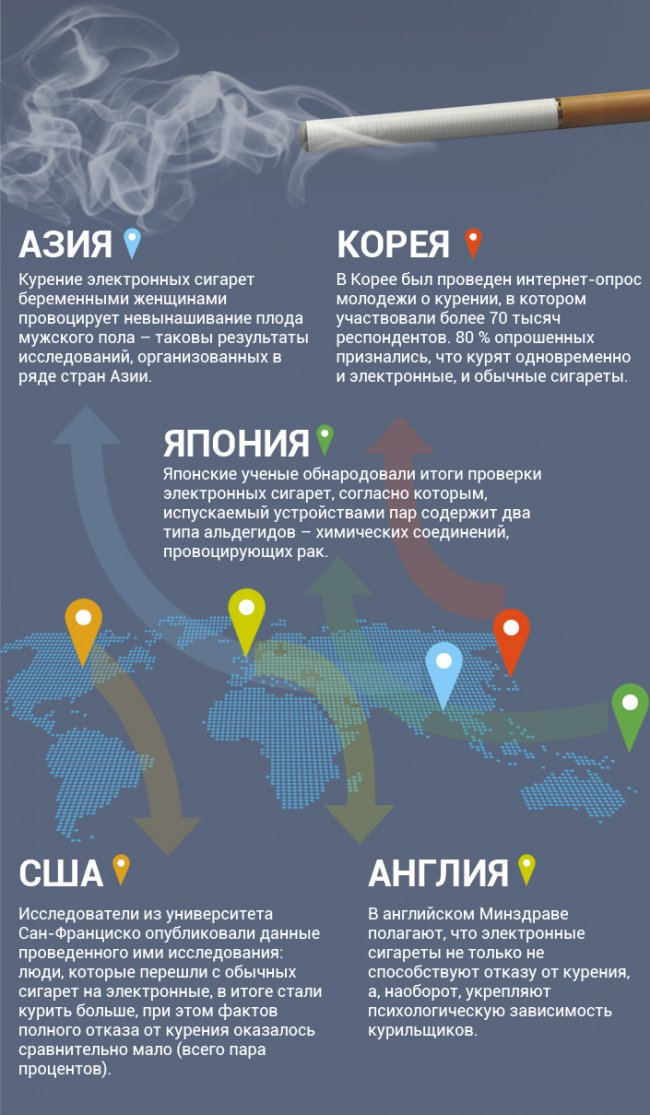 АЗИЯ
Курение электронных сигарет
беременными женщинами
провоцирует невынашивание плода
мужского пола – таковы результаты
исследований, организованных в
ряде стран Азии.
КОРЕЯ
В Корее был проведен интернет-опрос
молодежи о курении, в котором
участвовали более 70 тысяч
респондентов. 80 % опрошенных
признались, что курят одновременно
и электронные, и обычные сигареты.
ЯПОНИЯ
Японские ученые обнародовали итоги проверки
электронных сигарет, согласно которым,
испускаемый устройствами пар содержит два
типа альдегидов – химических соединений,
провоцирующих рак.
США
Исследователи из университета
Сан-Франциско опубликовали данные
проведенного ими исследования:
люди, которые перешли с обычных
сигарет на электронные, в итоге стали
курить больше, при этом фактов
полного отказа от курения оказалось
сравнительно мало (всего пара
процентов).
АНГЛИЯ
В английском Минздраве
полагают, что электронные
сигареты не только не
способствуют отказу от курения,
а, наоборот, укрепляют
психологическую зависимость
курильщиков.